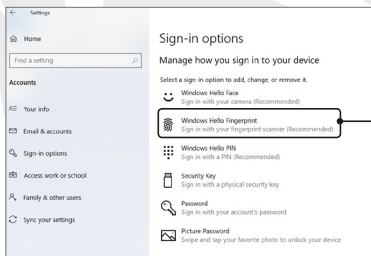 Settings
Home
Find a setting
Accounts
Your info
Email & accounts
Sign-in options
Access work or school
Family & other users
Sync your settings
Sign-in options
Manage how you sign in to your device
Select a sign-in option to add, change, or remove it.
Windows Hello Face
Sign in with your camera (Recommended)
Windows Hello Fingerprint
Sign in with your fingerprint scanner (Recommended)
Windows Hello PIN
Sign in with a PIN (Recommended)
Security Key
Sign in with a physical security key
Password
Sign in with your account's password
Picture Password
Swipe and tap your favorite photo to unlock your device